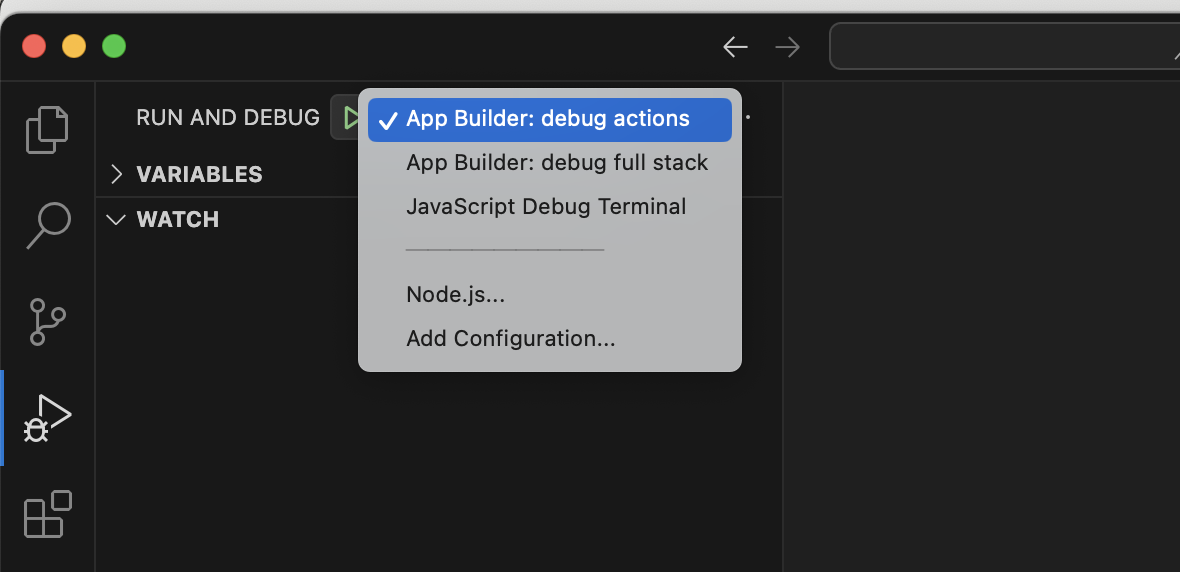 RUN AND DEBUG
App Builder: debug actions
App Builder: debug full stack
JavaScript Debug Terminal
Node.js...
Add Configuration...
VARIABLES
WATCH